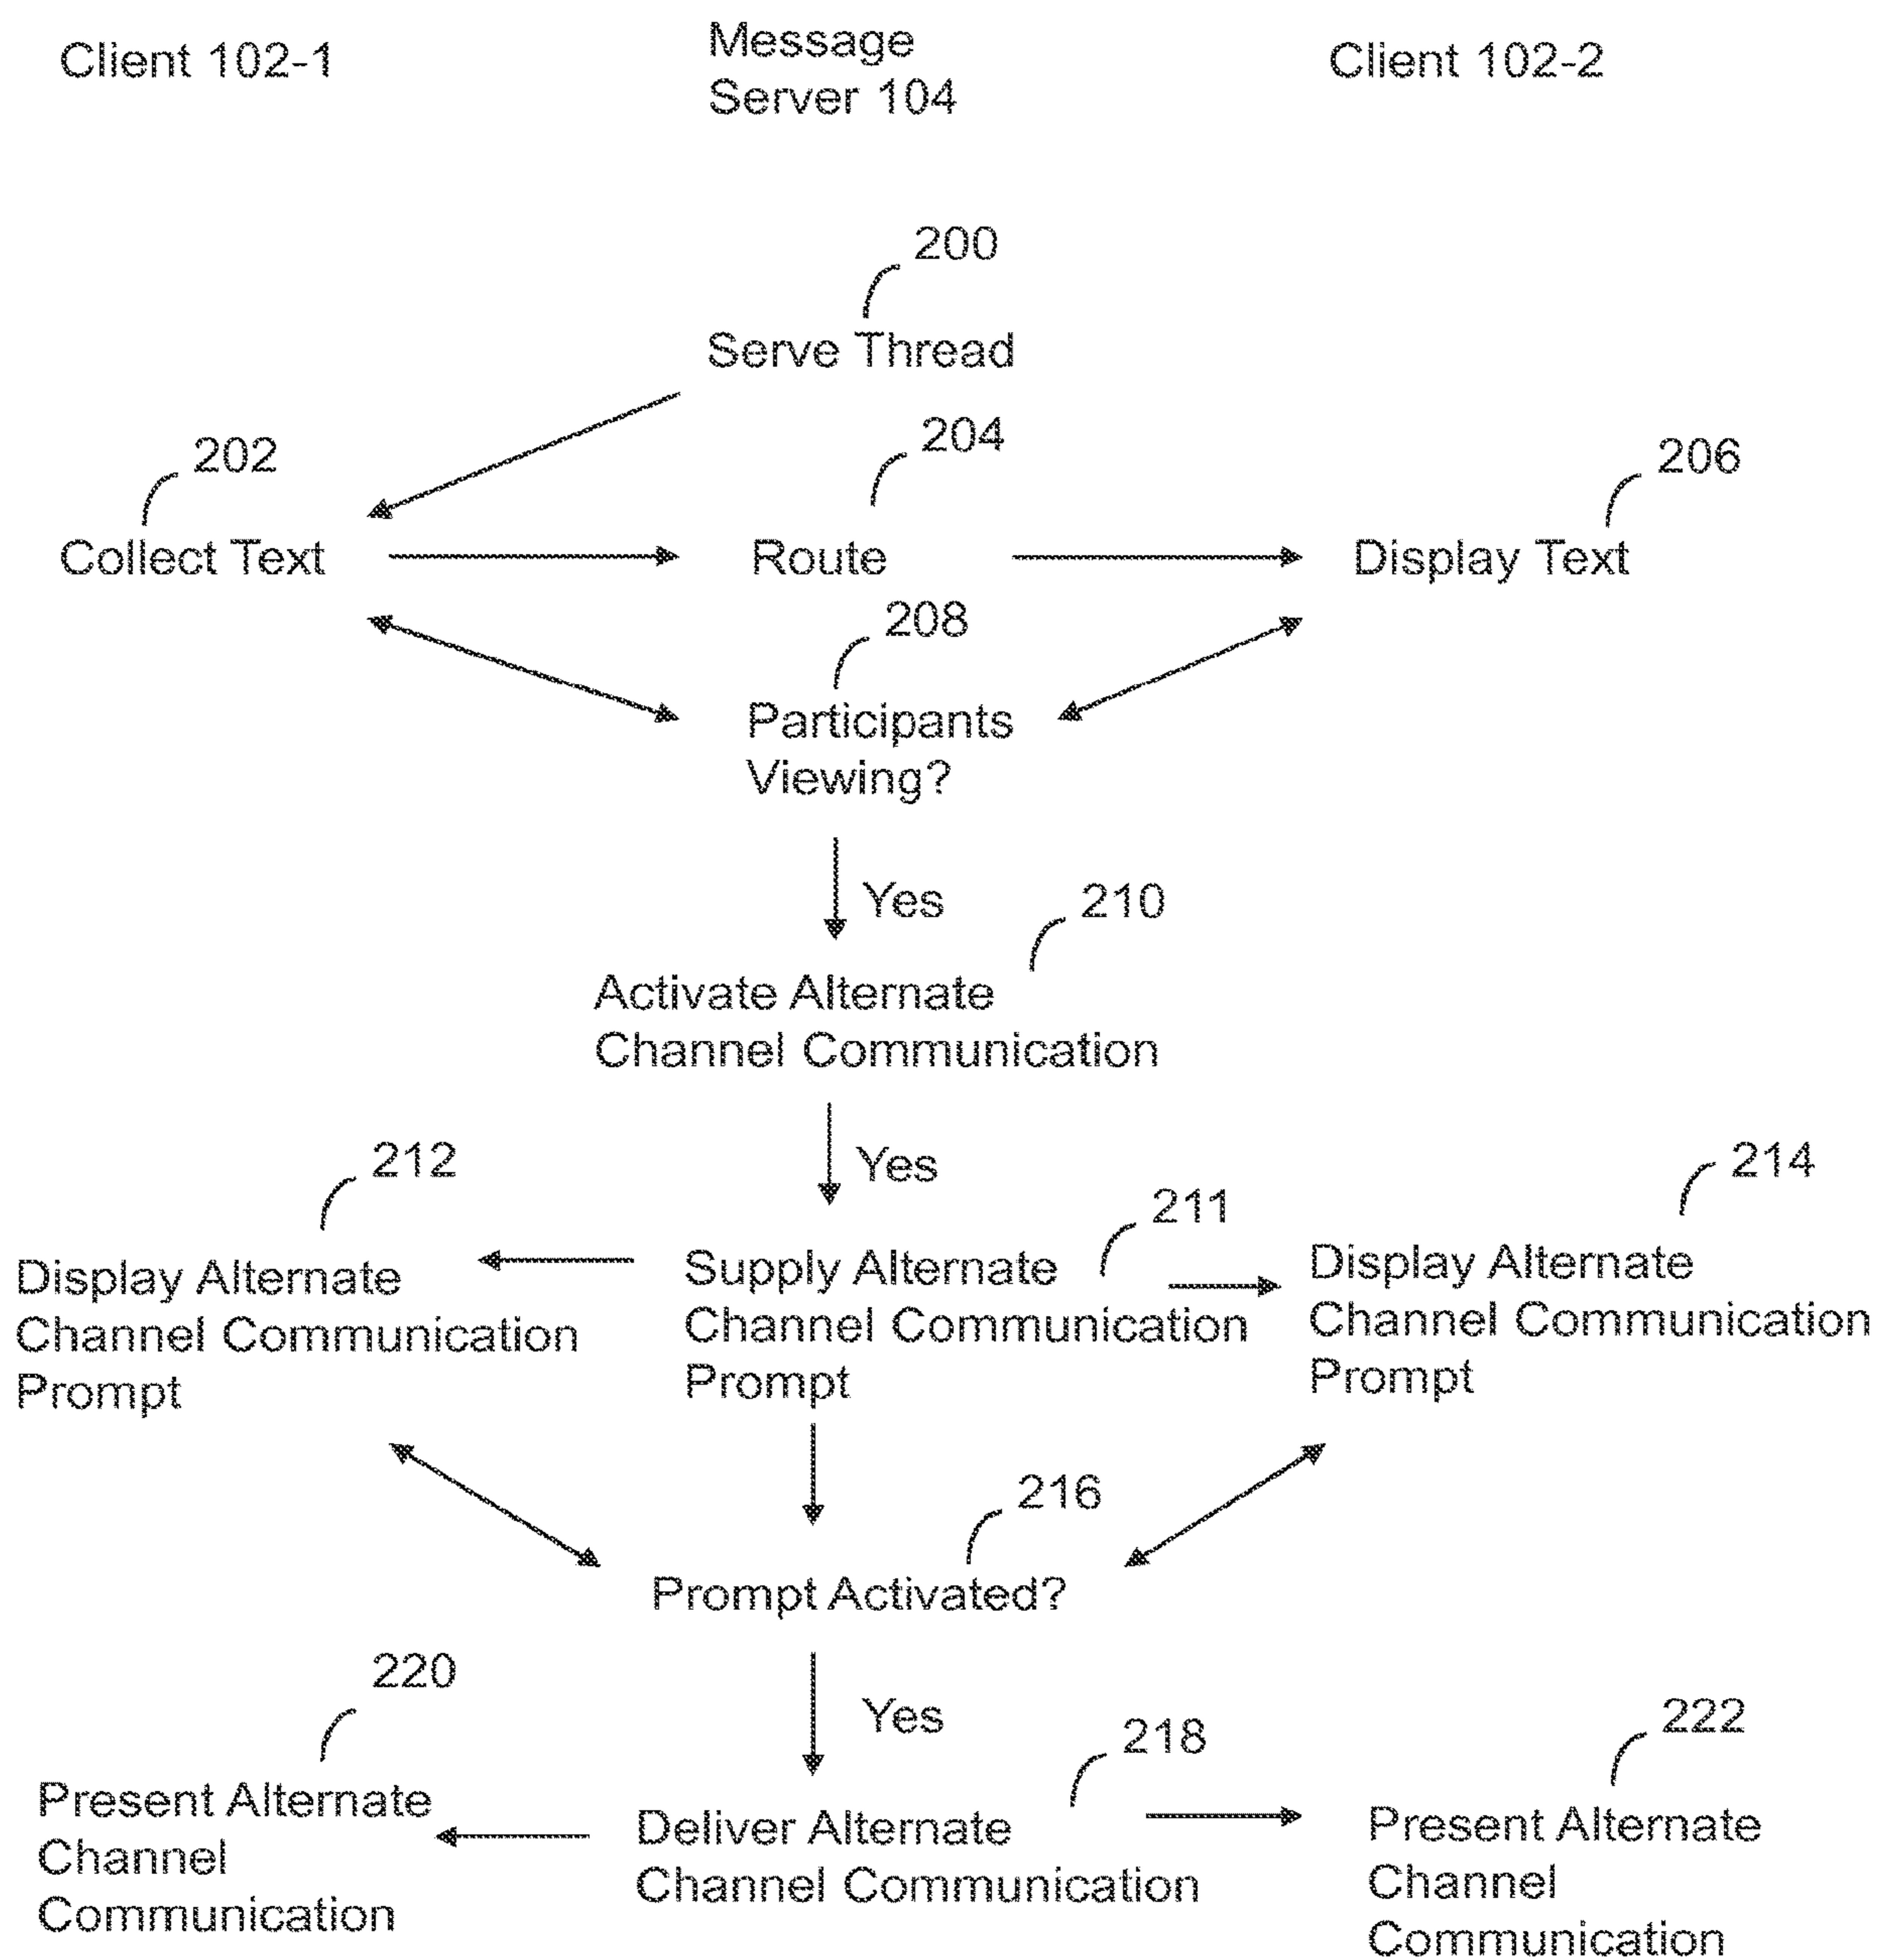 Client 102-1
Message
Server 104
Client 102-2
200
Serve Thread
202
204
206
Collect Text
Route
Display Text
208
Participants
Viewing?
Yes
210
Activate Alternate
Channel Communication
Yes
212
211
214
Display Alternate
Channel Communication
Prompt
Supply Alternate
Channel Communication
Prompt
Display Alternate
Channel Communication
Prompt
216
Prompt Activated?
Yes
220
218
222
Present Alternate
Channel
Communication
Deliver Alternate
Channel Communication
Present Alternate
Channel
Communication